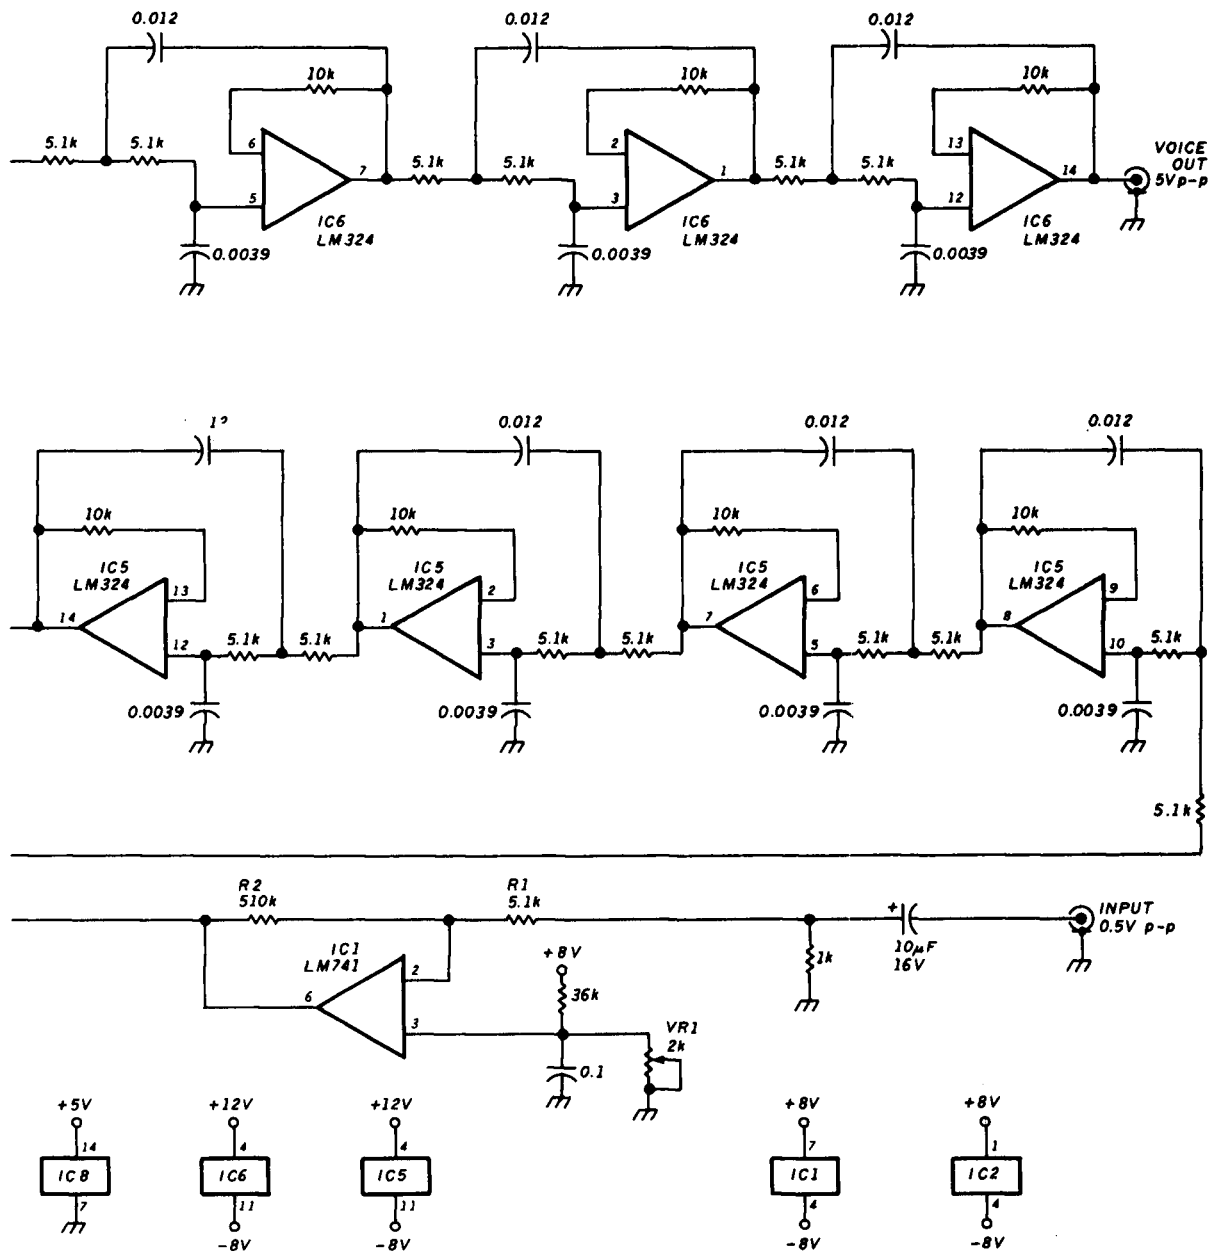 0.012 0.012 0.012
10k 10k 10k
5.1k 5.1k 6 7 5.1k 5.1k 2 1 5.1k 5.1k 13 14 VOICE
OUT
5Vp-p
5 3 12
IC6 IC6 IC6
LM324 LM324 LM324
0.0039 0.0039 0.0039
0.012 0.012 0.012
10k 10k 10k 10k
IC5 IC5 IC5 IC5
LM324 LM324 LM324 LM324
13 2 6 9
14 1 7 8
12 5.1k 5.1k 3 5.1k 5.1k 5 5.1k 5.1k 10 5.1k
0.0039 0.0039 0.0039 0.0039
5.1k
R2 R1
510k 5.1k
INPUT
0.5V p-p
+
10μF
16V
1k
IC1
LM741
+8V
2
6
36k
3
VR1
2k
0.1
+5V +12V +12V +8V +8V
14 4 4 7 1
IC8 IC6 IC5 IC1 IC2
7 11 11 4 4
-8V -8V -8V -8V